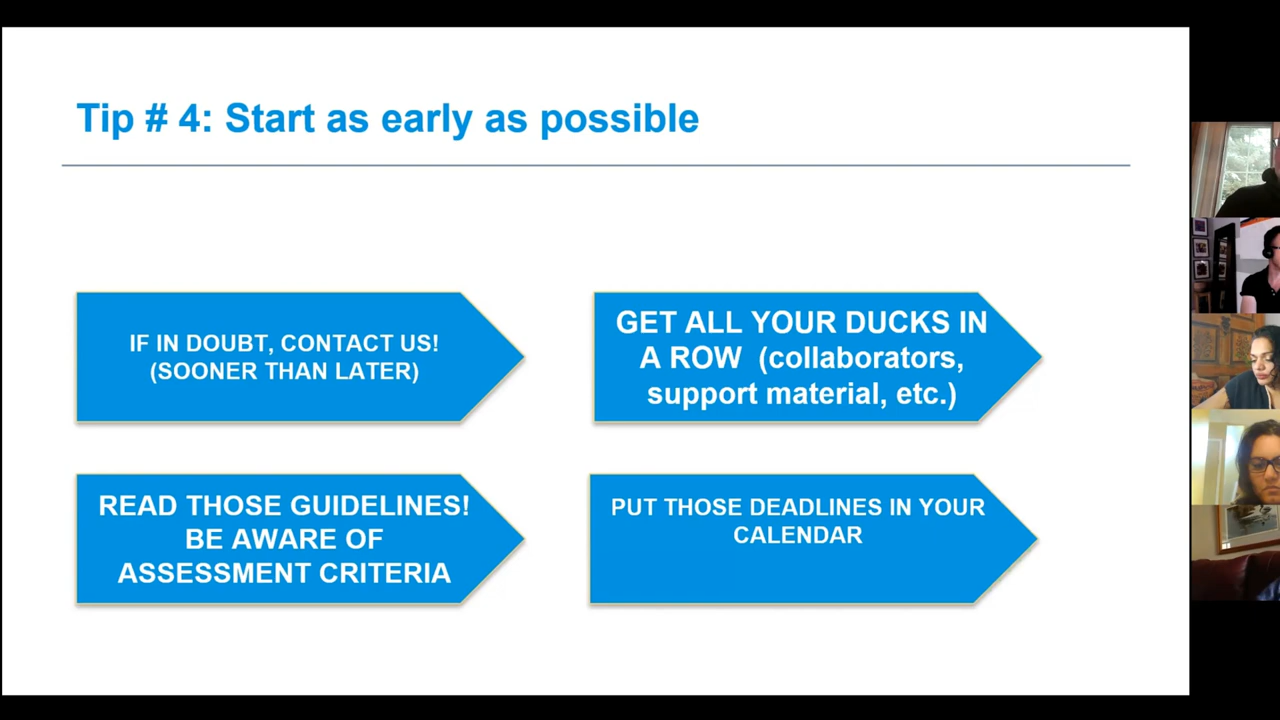 Tip # 4: Start as early as possible
IF IN DOUBT, CONTACT US!
(SOONER THAN LATER)
GET ALL YOUR DUCKS IN
A ROW (collaborators,
support material, etc.)
READ THOSE GUIDELINES!
BE AWARE OF
ASSESSMENT CRITERIA
PUT THOSE DEADLINES IN YOUR
CALENDAR